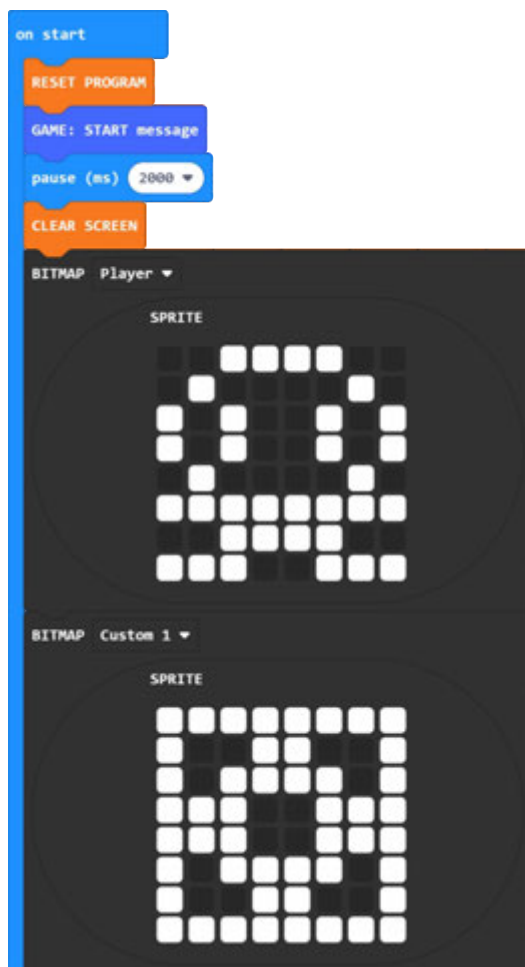 on start
RESET PROGRAM
GAME: START message
pause (ms) 2000
CLEAR SCREEN
BITMAP Player
SPRITE
BITMAP Custom 1
SPRITE